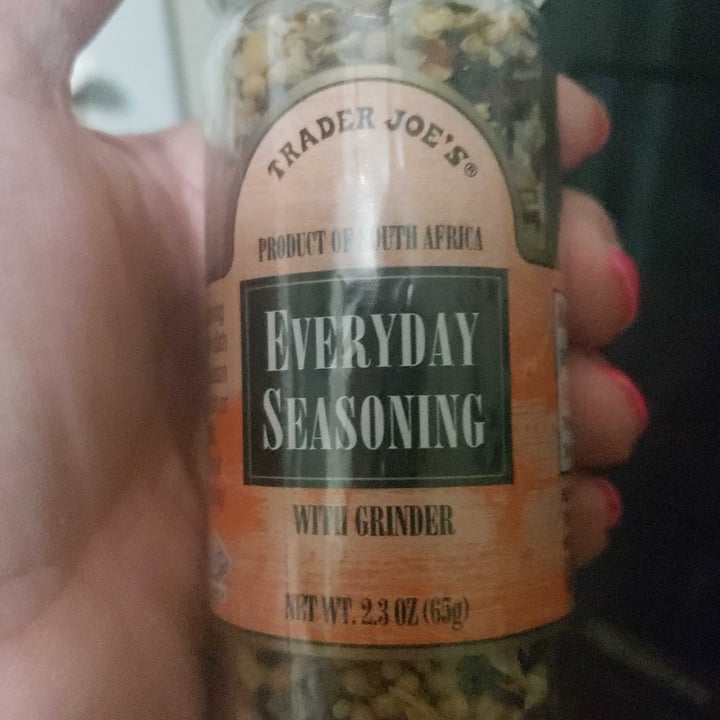 TRADER JOE'S®
PRODUCT OF SOUTH AFRICA
EVERYDAY
SEASONING
WITH GRINDER
NET WT. 2.3 OZ (65g)